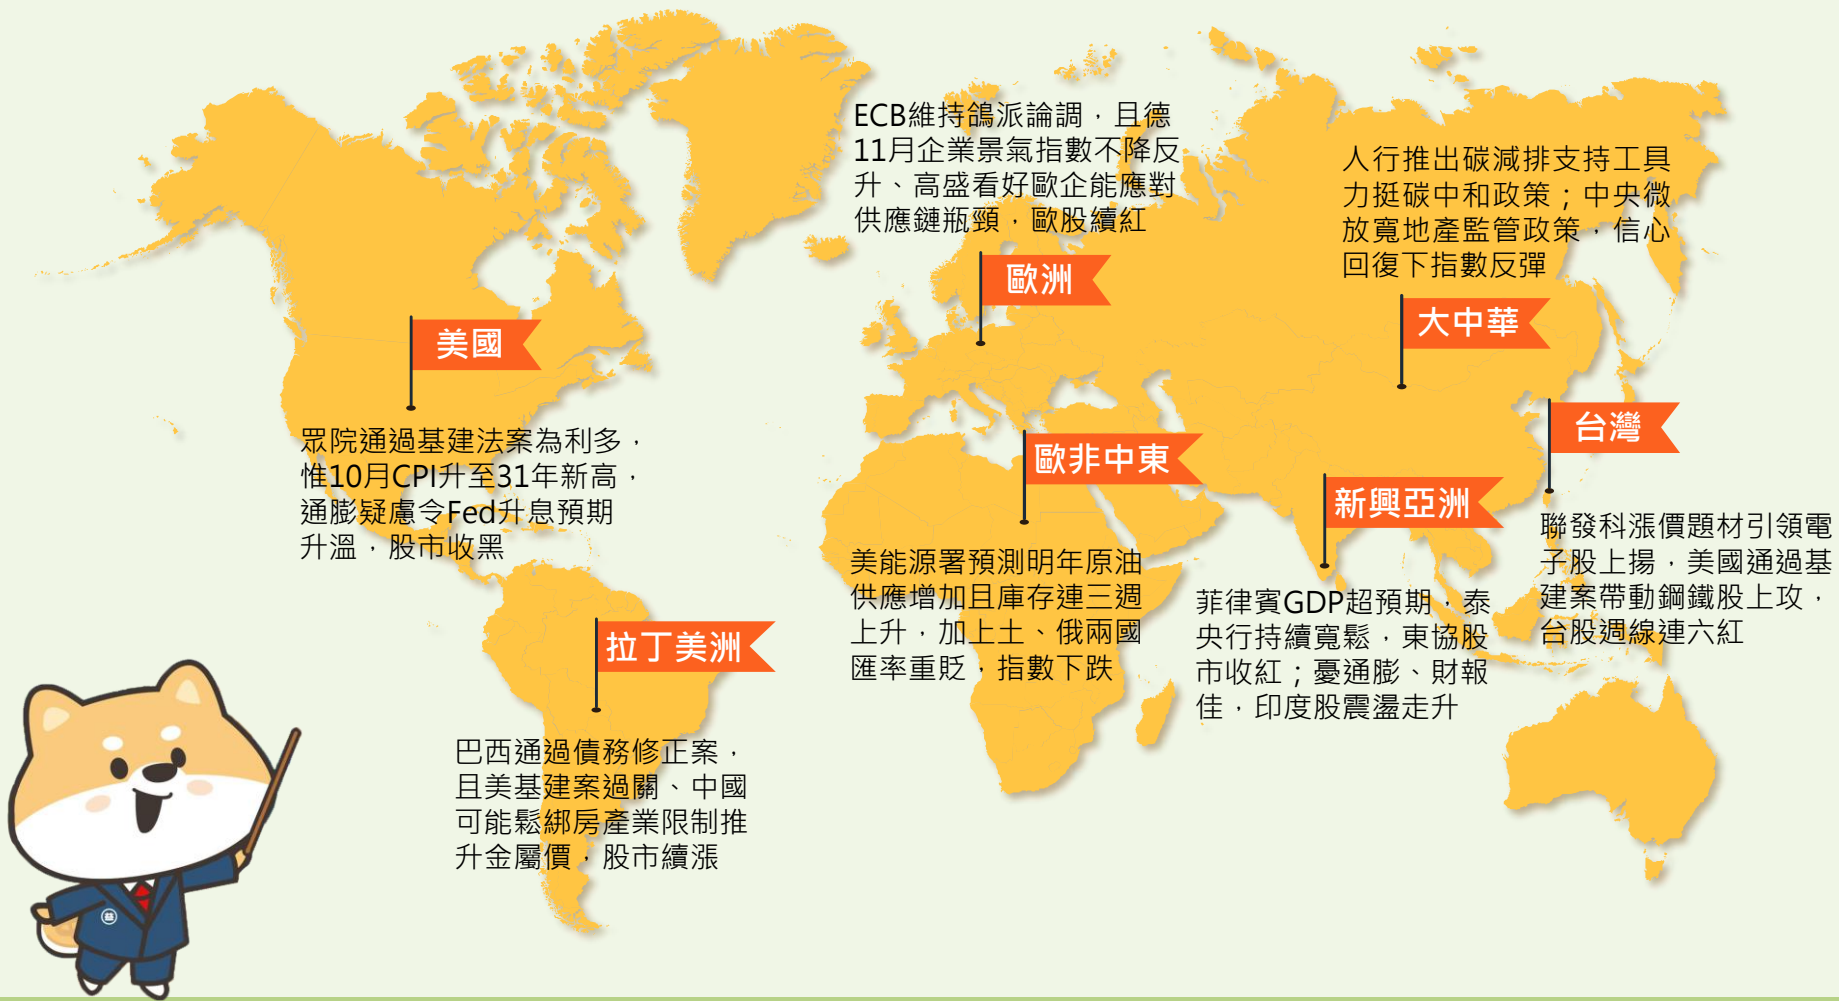 ECB維持鴿派論調，且德
11月企業景氣指數不降反
升、高盛看好歐企能應對
供應鏈瓶頸，歐股續紅
歐洲
人行推出碳減排支持工具
力挺碳中和政策；中央微
放寬地產監管政策，信心
回復下指數反彈
大中華
美國
眾院通過基建法案為利多，
惟10月CPI升至31年新高，
通膨疑慮令Fed升息預期
升溫，股市收黑
歐非中東
美能源署預測明年原油
供應增加且庫存連三週
上升，加上土、俄兩國
匯率重貶，指數下跌
新興亞洲
菲律賓GDP超預期，泰
央行持續寬鬆，東協股
市收紅；憂通膨、財報
佳，印度股震盪走升
台灣
聯發科漲價題材引領電
子股上揚，美國通過基
建案帶動鋼鐵股上攻，
台股週線連六紅
拉丁美洲
巴西通過債務修正案，
且美基建案過關、中國
可能鬆綁房產業限制推
升金屬價，股市續漲